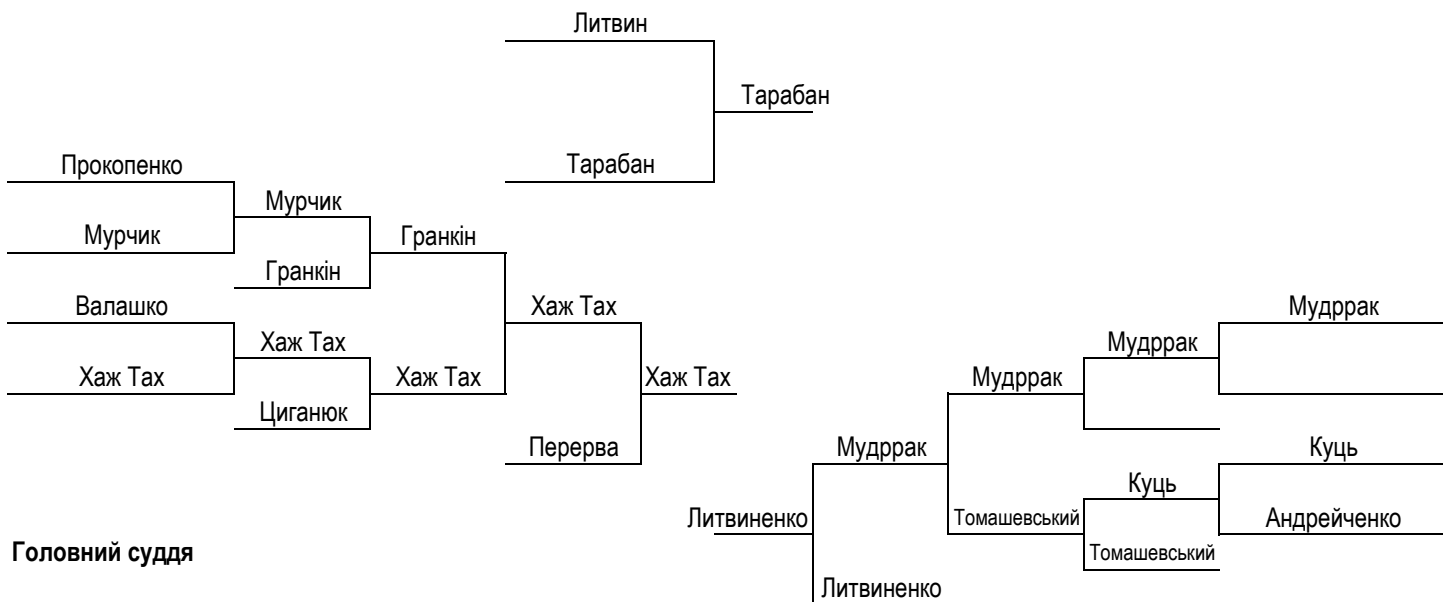 Литвин
Тарабан
Тарабан
Прокопенко
Мурчик
Мурчик
Гранкін
Гранкін
Валашко
Хаж Тах
Мудррак
Хаж Тах
Мудррак
Хаж Тах
Хаж Тах
Хаж Тах
Мудррак
Циганюк
Перерва
Мудррак
Куць
Куць
Литвиненко
Томашевський
Андрейченко
Головний суддя
Томашевський
Литвиненко